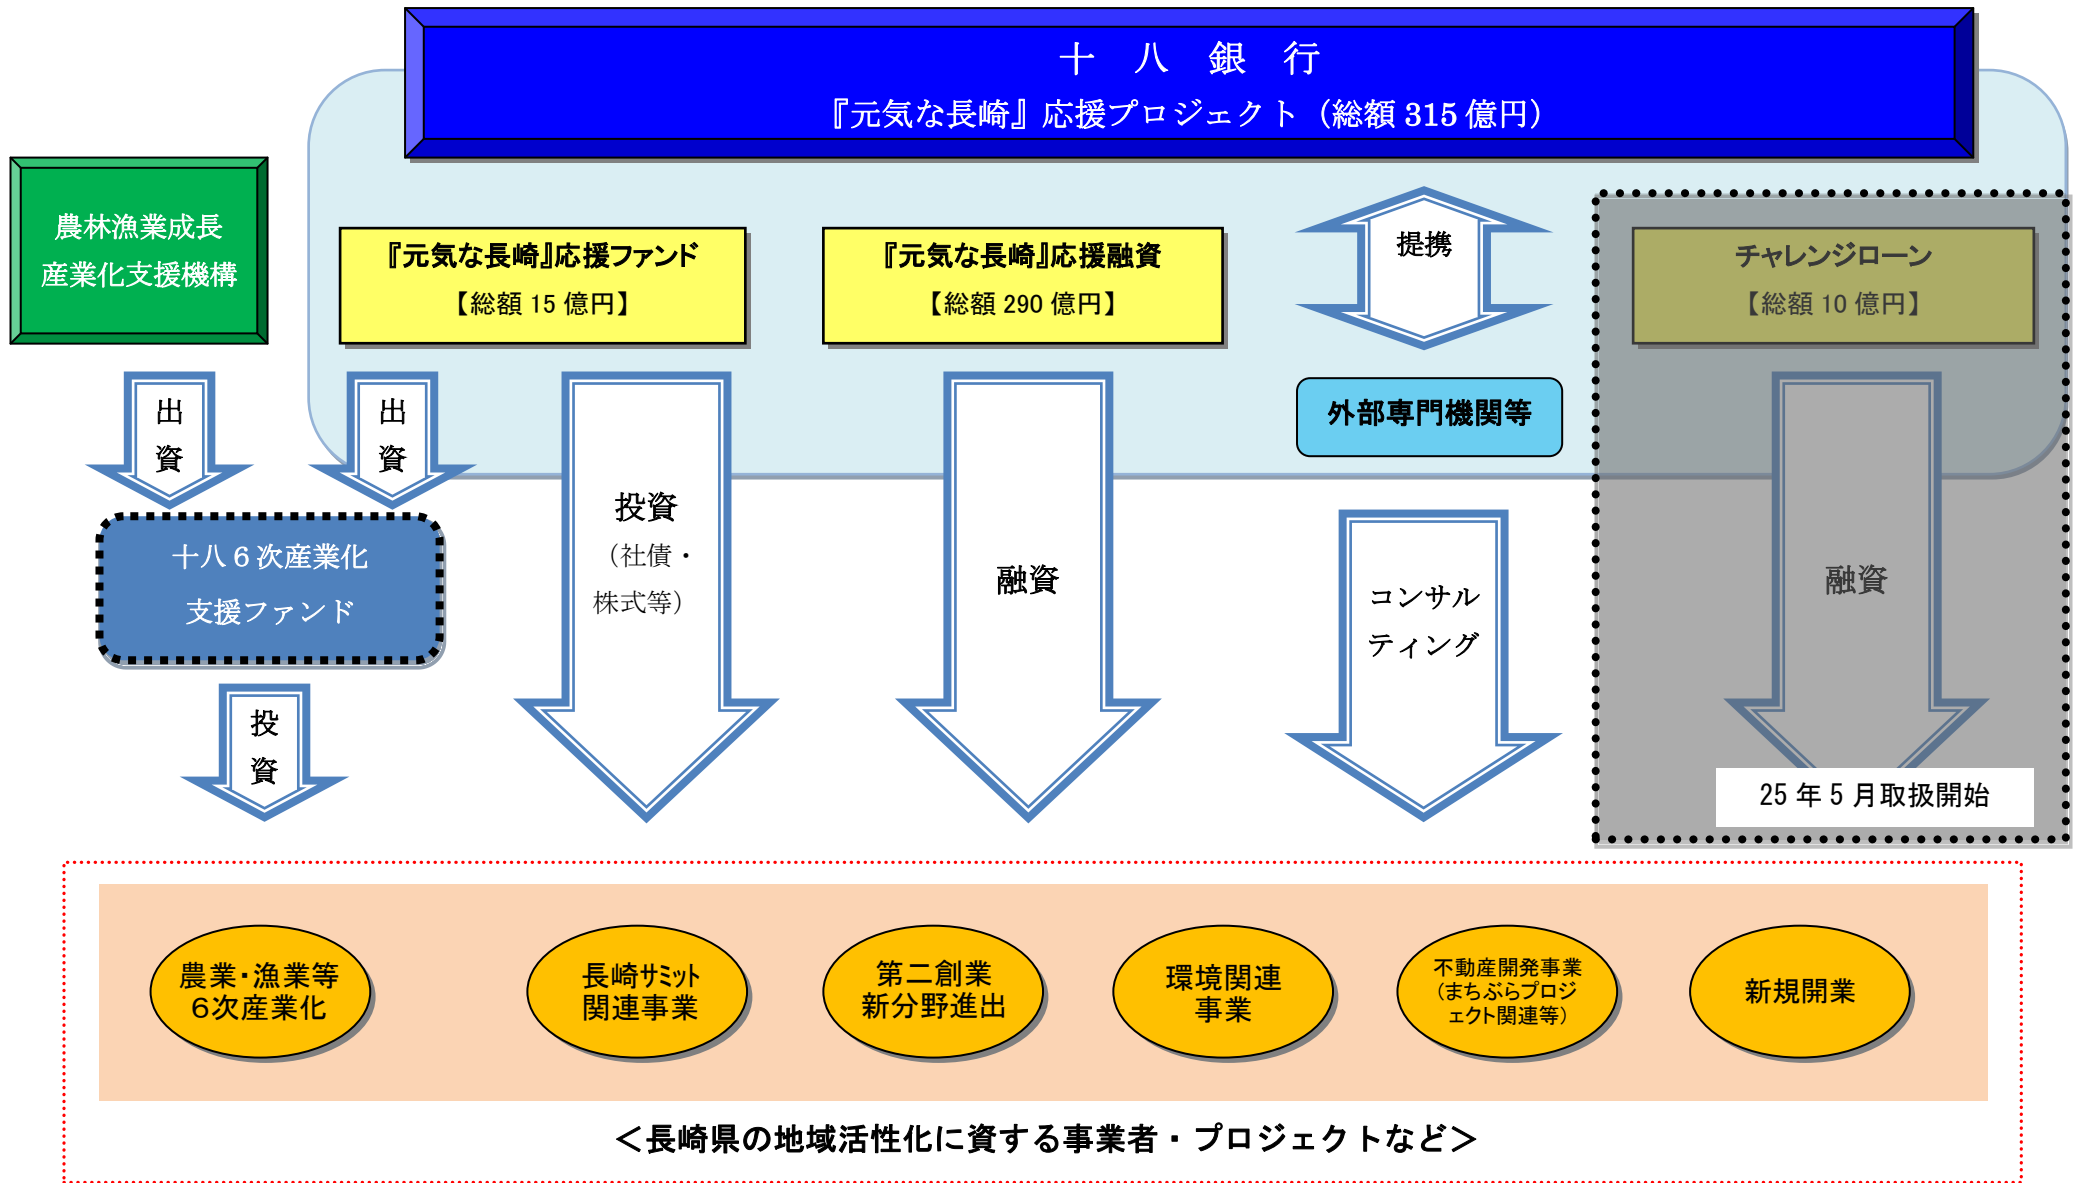 十　八　銀　行
『元気な長崎』応援プロジェクト（総額 315 億円）
農林漁業成長
産業化支援機構
『元気な長崎』応援ファンド
【総額 15 億円】
『元気な長崎』応援融資
【総額 290 億円】
提携
チャレンジローン
【総額 10 億円】
外部専門機関等
出
資
出
資
投資
（社債・
株式等）
融資
コンサル
ティング
融資
十八６次産業化
支援ファンド
投
資
25 年 5 月取扱開始
農業・漁業等
６次産業化
長崎サミット
関連事業
第二創業
新分野進出
環境関連
事業
不動産開発事業
（まちぶらプロジ
ェクト関連等）
新規開業
＜長崎県の地域活性化に資する事業者・プロジェクトなど＞